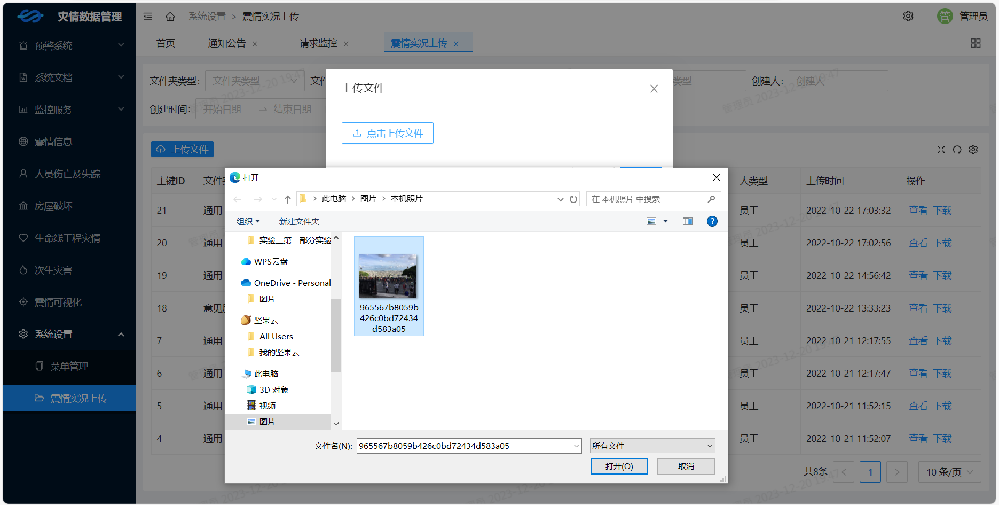 灾情数据管理
系统设置 > 震情实况上传
管 管理员
首页 通知公告 × 请求监控 × 震情实况上传 ×
预警系统
系统文档
监控服务
震情信息
人员伤亡及失踪
房屋破坏
生命线工程灾情
次生灾害
震情可视化
系统设置
菜单管理
震情实况上传
文件夹类型: 文件夹类型 文件 类型 创建人: 创建人
创建时间: 开始日期 → 结束日期
上传文件
上传文件
点击上传文件
主键ID 文件夹 人类型 上传时间 操作
21 通用 员工 2022-10-22 17:03:32 查看 下载
20 通用 员工 2022-10-22 17:02:56 查看 下载
19 通用 员工 2022-10-22 14:56:42 查看 下载
18 意见 员工 2022-10-22 13:33:23 查看 下载
7 通用 员工 2022-10-21 12:17:55 查看 下载
6 通用 员工 2022-10-21 12:17:47 查看 下载
5 通用 员工 2022-10-21 11:52:15 查看 下载
4 通用 员工 2022-10-21 11:52:07 查看 下载
共8条 < 1 > 10 条/页
打开
此电脑 > 图片 > 本机照片
在 本机照片 中搜索
组织 新建文件夹
实验三第一部分实验
WPS云盘
OneDrive - Personal
图片
坚果云
All Users
我的坚果云
此电脑
3D 对象
视频
图片
965567b8059b
426c0bd72434
d583a05
文件名(N): 965567b8059b426c0bd72434d583a05 所有文件
打开(O) 取消
管理员 2023-12-20 19:47